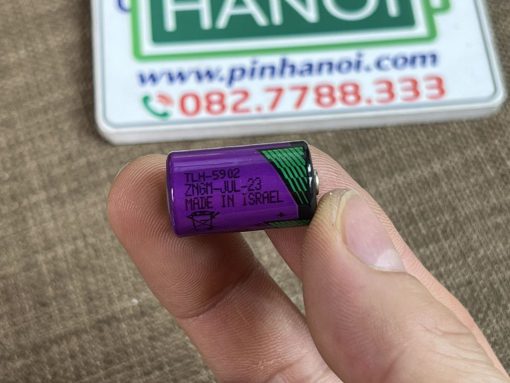 HANOI
www.pinhanoi.com
082.7788.333
TLH-5902
ZN6M-JUL-23
MADE IN ISRAEL
+